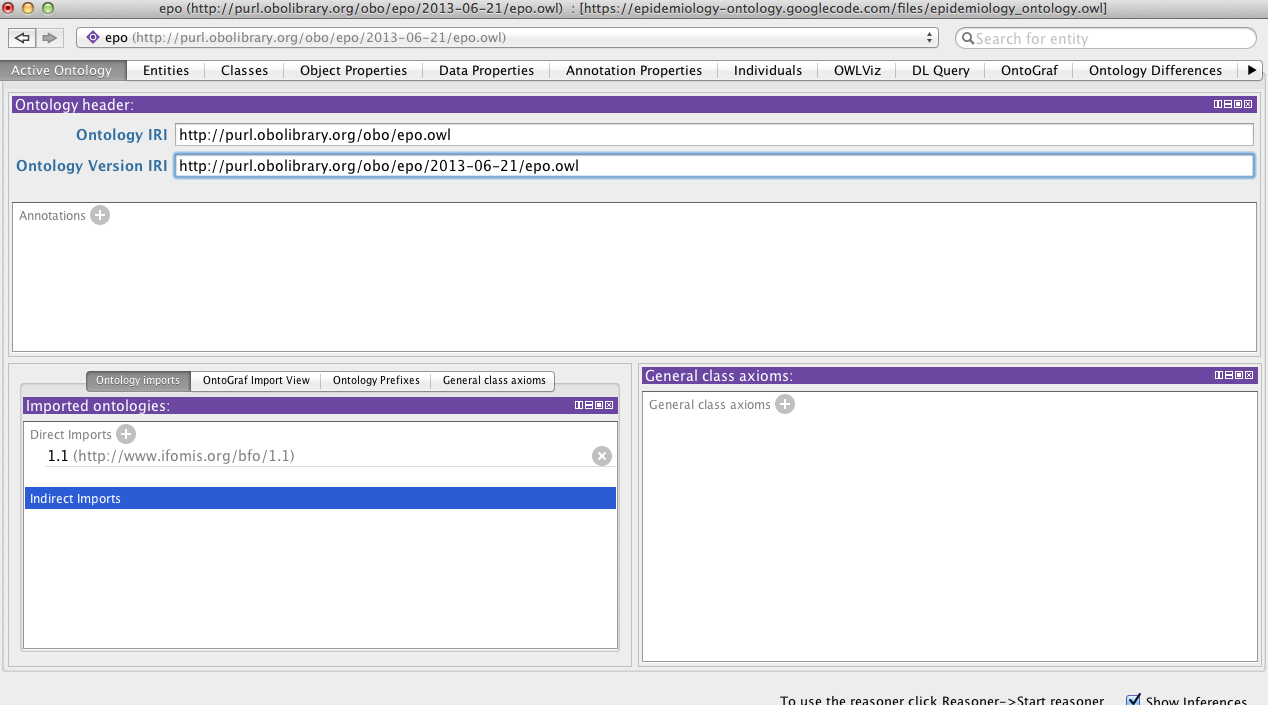 epo (http://purl.obolibrary.org/obo/epo/2013-06-21/epo.owl) : [https://epidemiology-ontology.googlecode.com/files/epidemiology_ontology.owl]
epo (http://purl.obolibrary.org/obo/epo/2013-06-21/epo.owl) Search for entity
Active Ontology Entities Classes Object Properties Data Properties Annotation Properties Individuals OWLViz DL Query OntoGraf Ontology Differences
Ontology header:
Ontology IRI http://purl.obolibrary.org/obo/epo.owl
Ontology Version IRI http://purl.obolibrary.org/obo/epo/2013-06-21/epo.owl
Annotations
Ontology imports OntoGraf Import View Ontology Prefixes General class axioms
Imported ontologies:
Direct Imports
1.1 (http://www.ifomis.org/bfo/1.1)
Indirect Imports
General class axioms:
General class axioms
To use the reasoner click Reasoner->Start reasoner Show Inferences